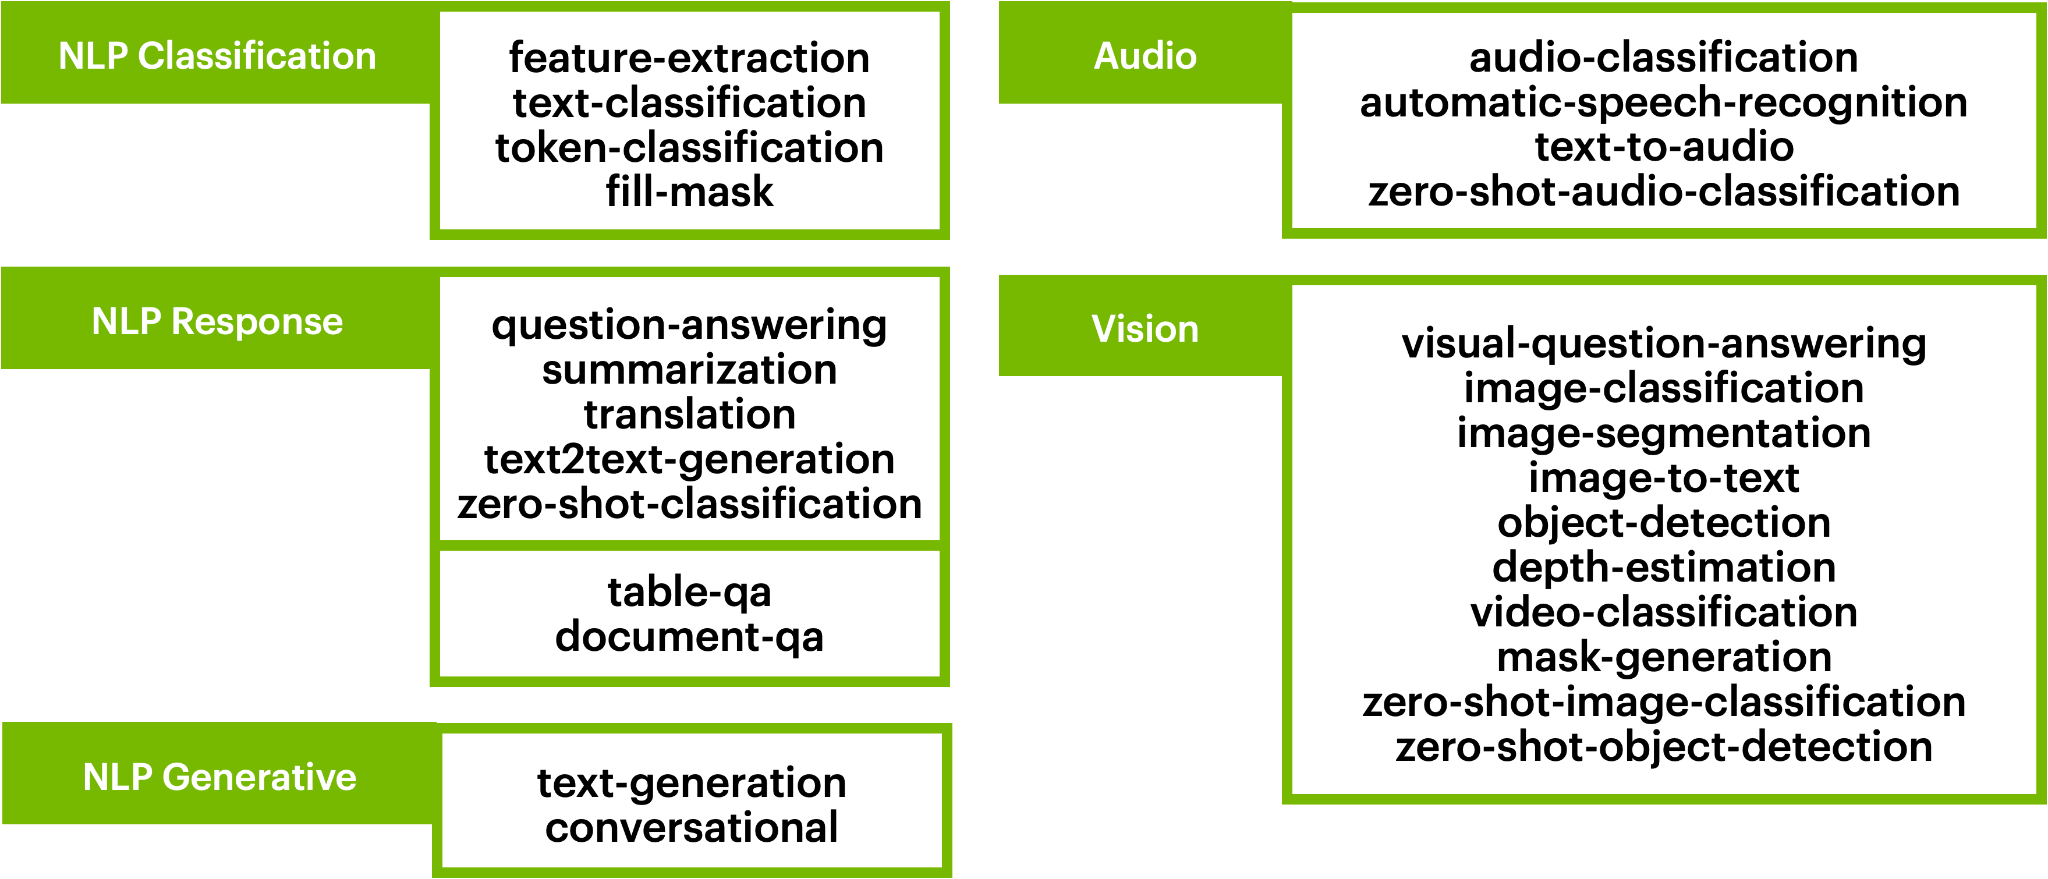 NLP Classification
feature-extraction
text-classification
token-classification
fill-mask
NLP Response
question-answering
summarization
translation
text2text-generation
zero-shot-classification
table-qa
document-qa
NLP Generative
text-generation
conversational
Audio
audio-classification
automatic-speech-recognition
text-to-audio
zero-shot-audio-classification
Vision
visual-question-answering
image-classification
image-segmentation
image-to-text
object-detection
depth-estimation
video-classification
mask-generation
zero-shot-image-classification
zero-shot-object-detection